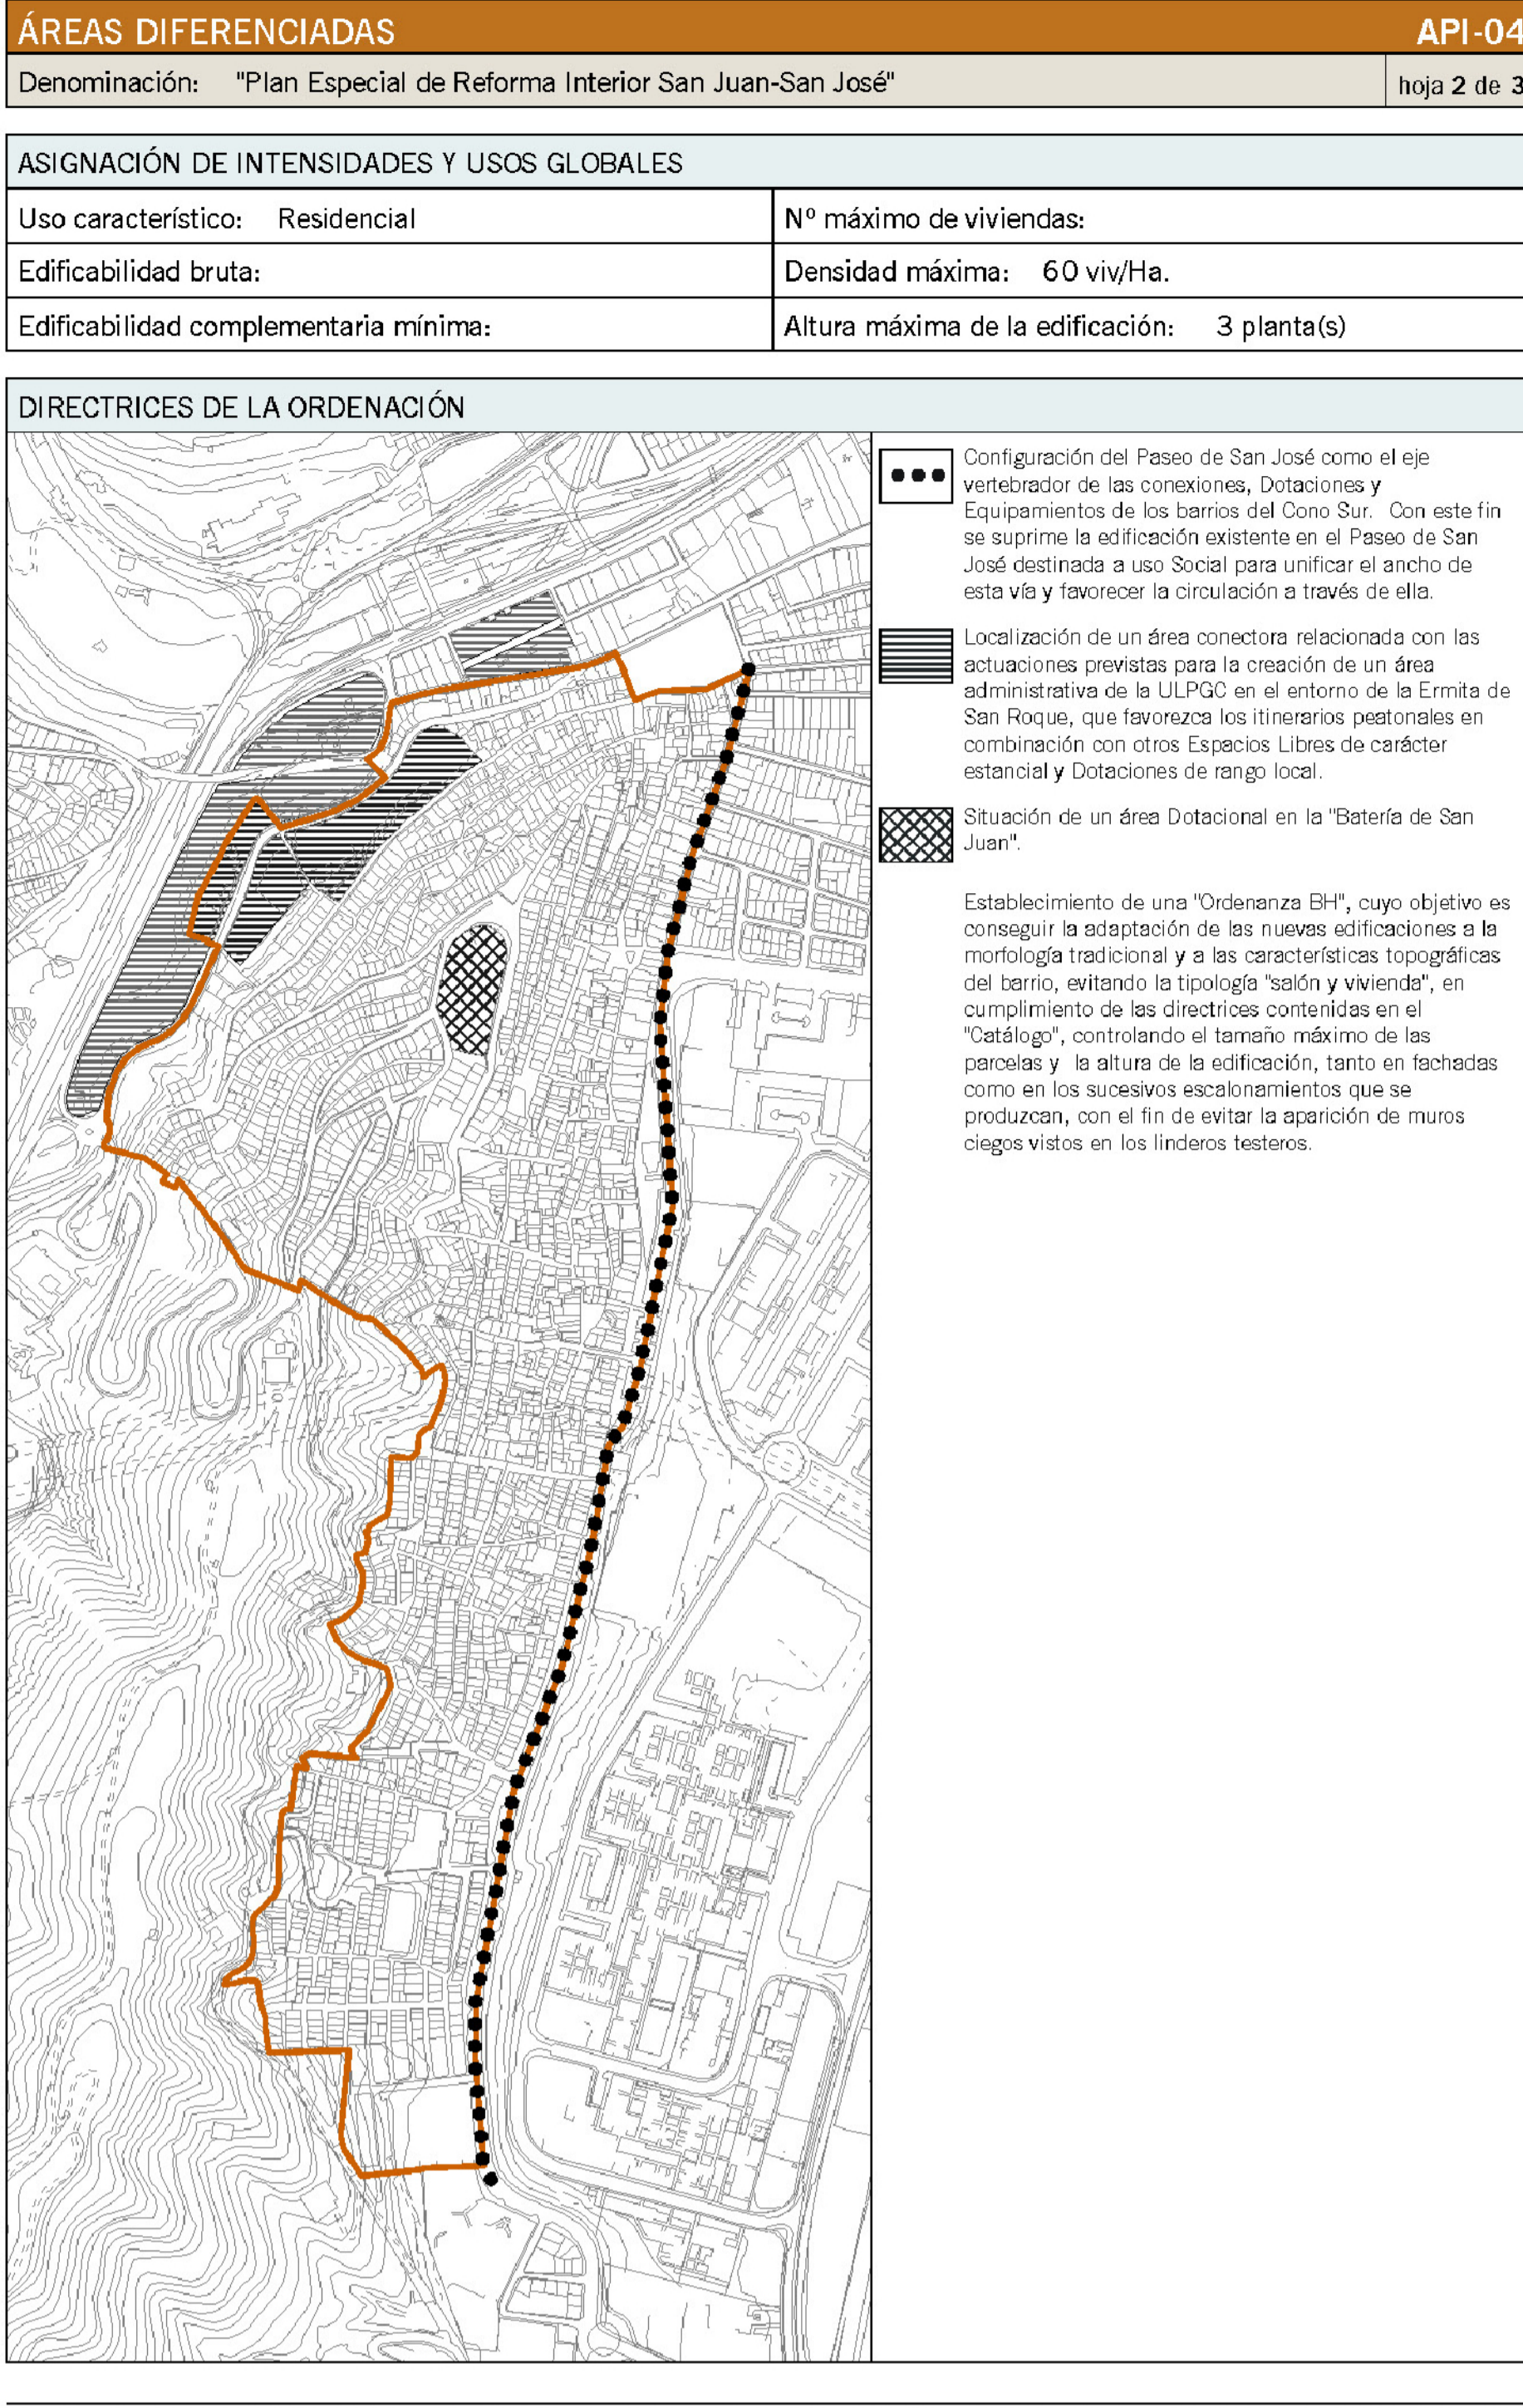 ÁREAS DIFERENCIADAS API-04
Denominación: "Plan Especial de Reforma Interior San Juan-San José" hoja 2 de 3
ASIGNACIÓN DE INTENSIDADES Y USOS GLOBALES
Uso característico: Residencial
Nº máximo de viviendas:
Edificabilidad bruta:
Densidad máxima: 60 viv/Ha.
Edificabilidad complementaria mínima:
Altura máxima de la edificación: 3 planta(s)
DIRECTRICES DE LA ORDENACIÓN
Configuración del Paseo de San José como el eje
vertebrador de las conexiones, Dotaciones y
Equipamientos de los barrios del Cono Sur. Con este fin
se suprime la edificación existente en el Paseo de San
José destinada a uso Social para unificar el ancho de
esta vía y favorecer la circulación a través de ella.
Localización de un área conectora relacionada con las
actuaciones previstas para la creación de un área
administrativa de la ULPGC en el entorno de la Ermita de
San Roque, que favorezca los itinerarios peatonales en
combinación con otros Espacios Libres de carácter
estancial y Dotaciones de rango local.
Situación de un área Dotacional en la "Batería de San
Juan".
Establecimiento de una "Ordenanza BH", cuyo objetivo es
conseguir la adaptación de las nuevas edificaciones a la
morfología tradicional y a las características topográficas
del barrio, evitando la tipología "salón y vivienda", en
cumplimiento de las directrices contenidas en el
"Catálogo", controlando el tamaño máximo de las
parcelas y la altura de la edificación, tanto en fachadas
como en los sucesivos escalonamientos que se
produzcan, con el fin de evitar la aparición de muros
ciegos vistos en los linderos testeros.